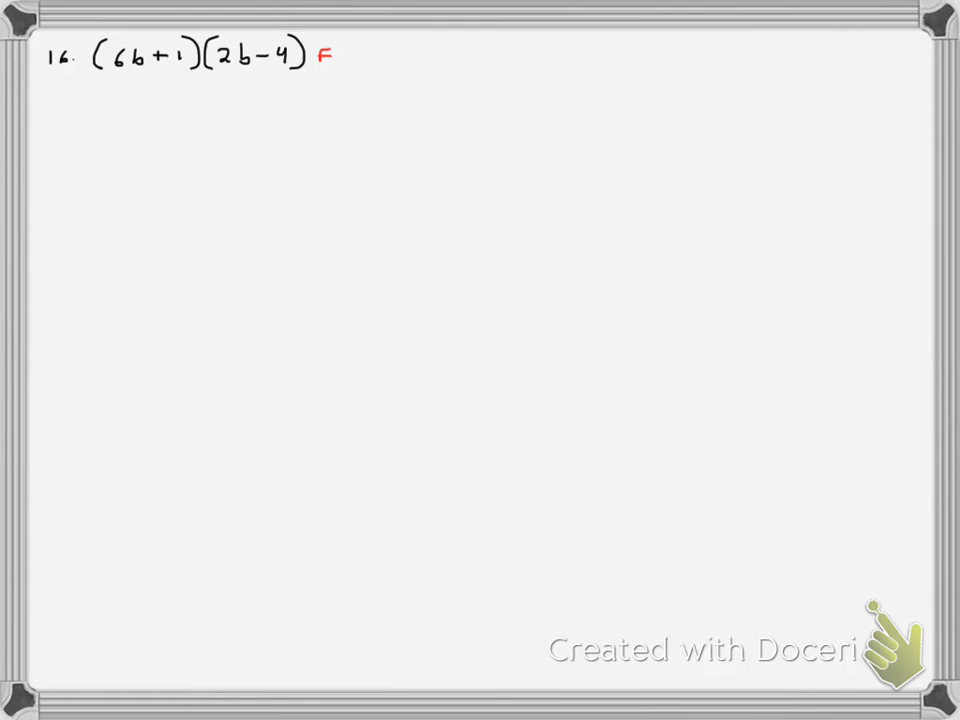 16. (6b+1)(2b-4) F
Created with Doceri